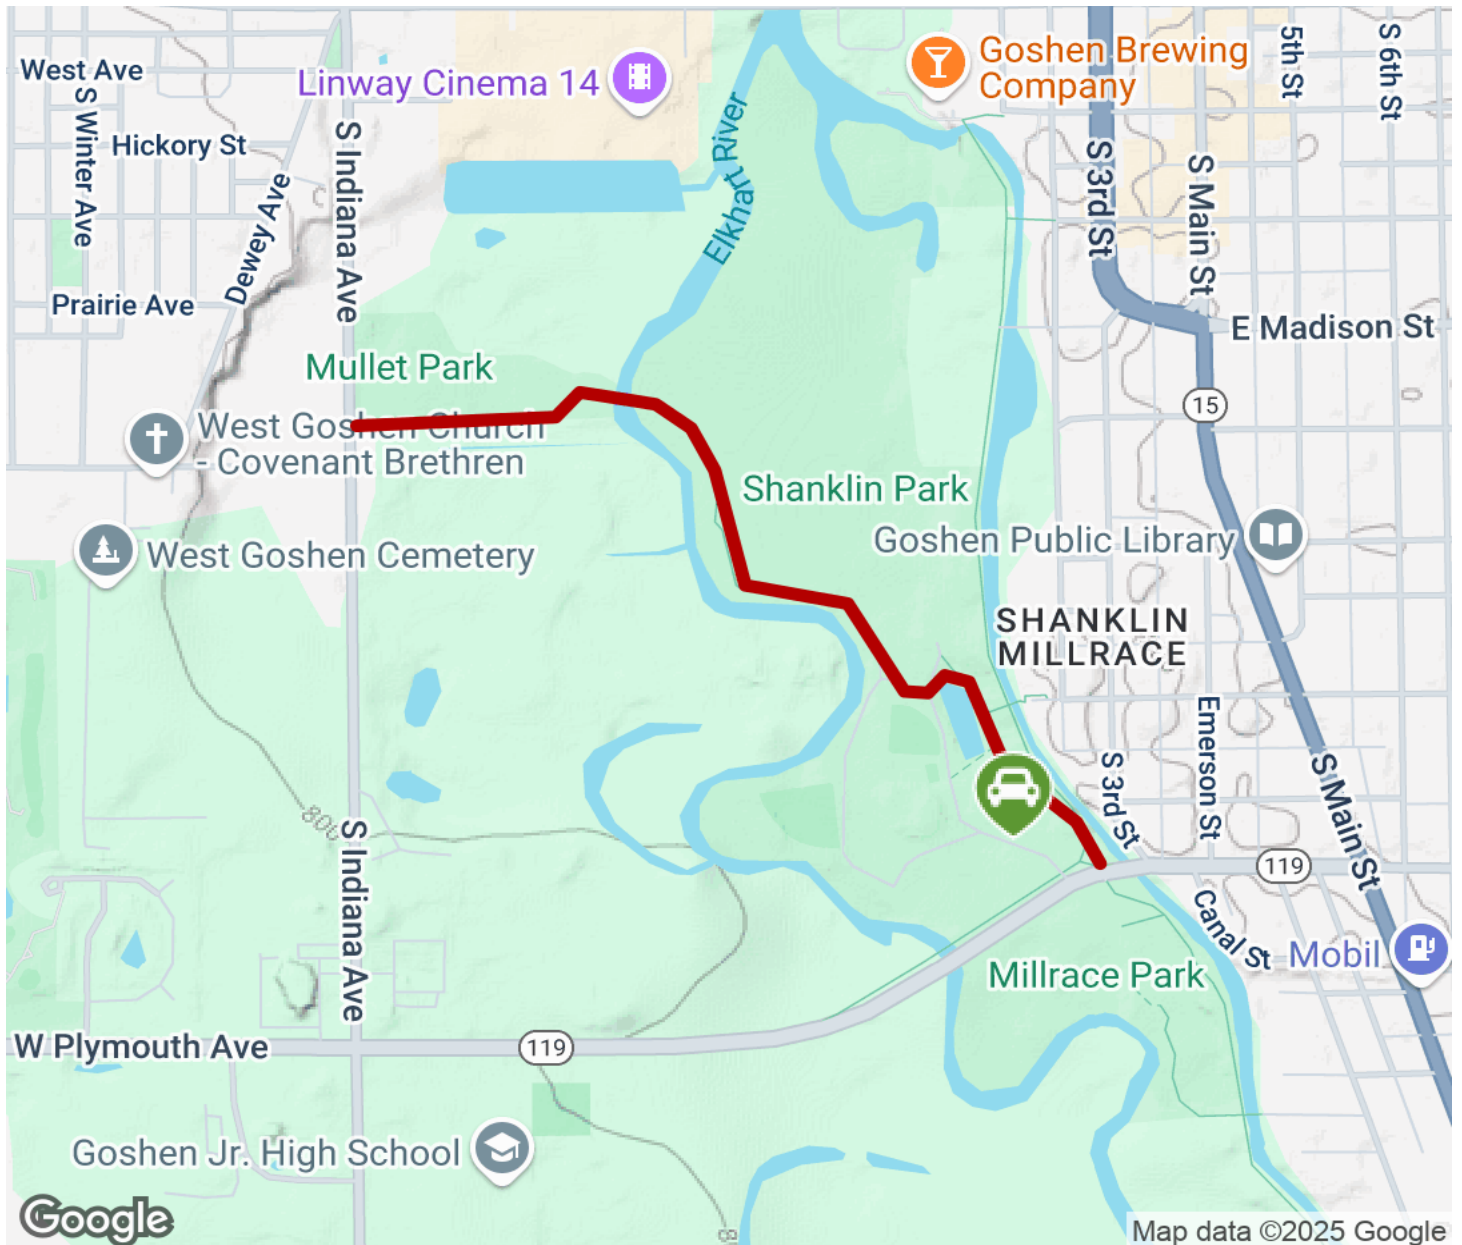 West Ave
S Winter Ave
Hickory St
Dewey Ave
Prairie Ave
S Indiana Ave
Linway Cinema 14
Elkhart River
Goshen Brewing
Company
S 3rd St
S Main St
5th St
S 6th St
E Madison St
15
Mullet Park
West Goshen Church
- Covenant Brethren
West Goshen Cemetery
Shanklin Park
Goshen Public Library
SHANKLIN
MILLRACE
S 3rd St
Emerson St
S Main St
119
Canal St
Mobil
800
S Indiana Ave
Millrace Park
W Plymouth Ave
119
Goshen Jr. High School
Google
Map data ©2025 Google